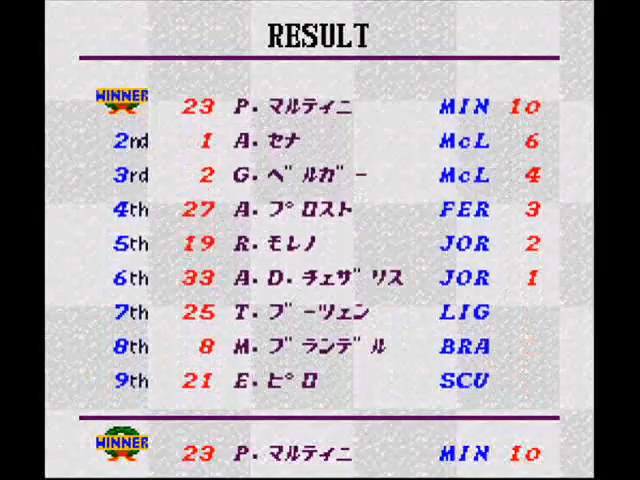 RESULT
WINNER 23 P. マルティニ MIN 10
2nd 1 A. セナ McL 6
3rd 2 G. ベルガー McL 4
4th 27 A. プロスト FER 3
5th 19 R. モレノ JOR 2
6th 33 A. D. チェザリス JOR 1
7th 25 T. ブーツェン LIG
8th 8 M. ブランデル BRA
9th 21 E. ピロ SCU
WINNER 23 P. マルティニ MIN 10